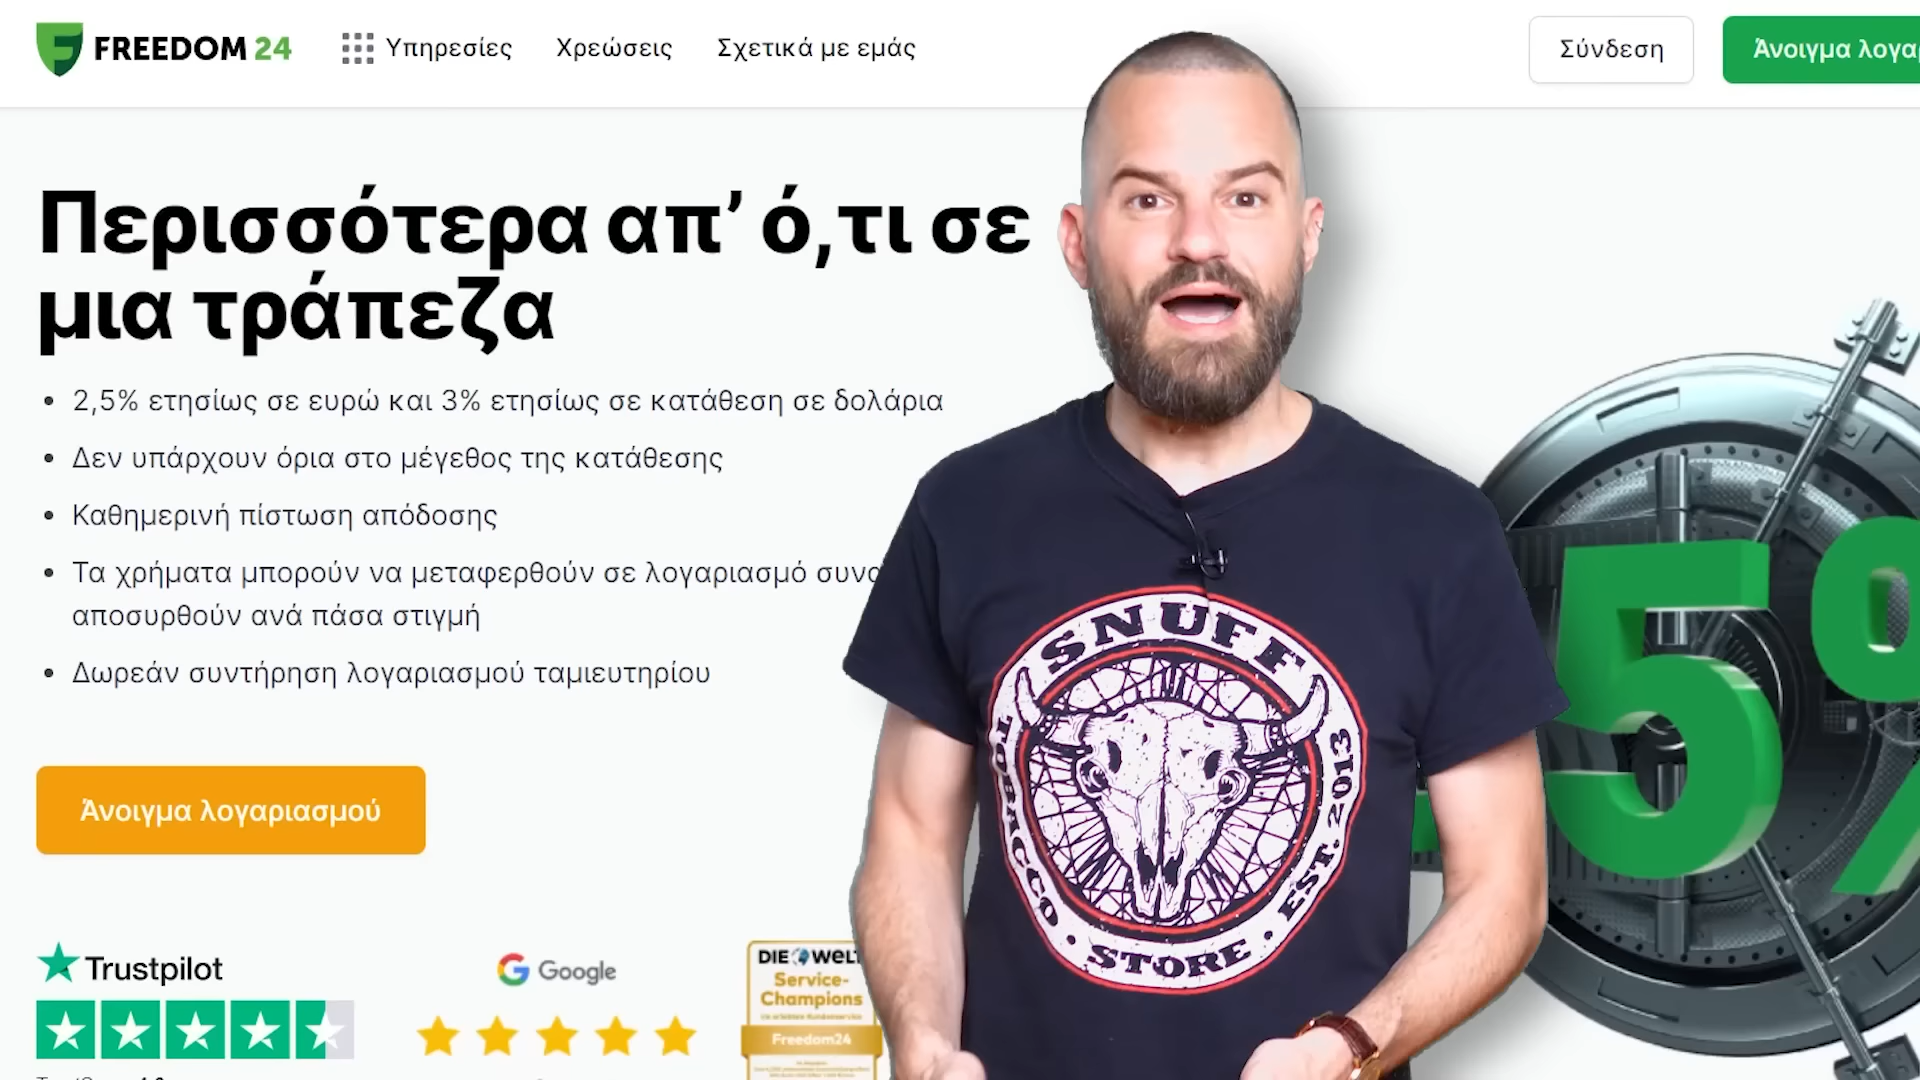 FREEDOM 24
Υπηρεσίες
Χρεώσεις
Σχετικά με εμάς
Σύνδεση
Άνοιγμα
Περισσότερα απ’ ό,τι σε
μια τράπεζα
• 2,5% ετησίως σε ευρώ και 3% ετησίως σε κατάθεση σε δολάρια
• Δεν υπάρχουν όρια στο μέγεθος της κατάθεσης
• Καθημερινή πίστωση απόδοσης
• Τα χρήματα μπορούν να μεταφερθούν σε λογαριασμό
αποσυρθούν ανά πάσα στιγμή
• Δωρεάν συντήρηση λογαριασμού ταμιευτηρίου
Άνοιγμα λογαριασμού
5%
SNUFF
TOBACCO • STORE • EST. 2013
Trustpilot
Google
DIE WELT
Service-
Champions
Freedom24